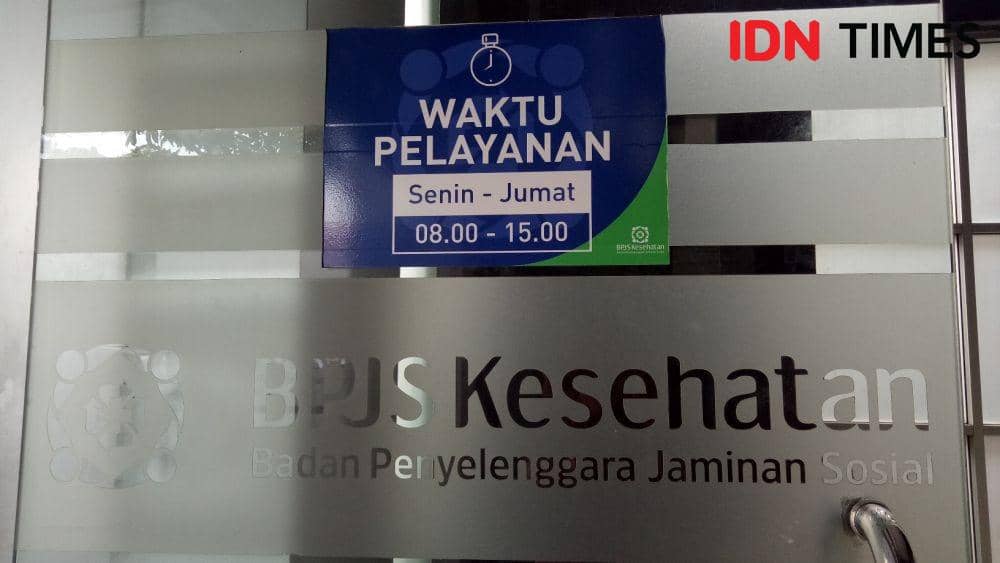 IDN TIMES
WAKTU
PELAYANAN
Senin - Jumat
08.00 - 15.00
BPJS Kesehatan
BPJS Kesehatan
Badan Penyelenggara Jaminan Sosial